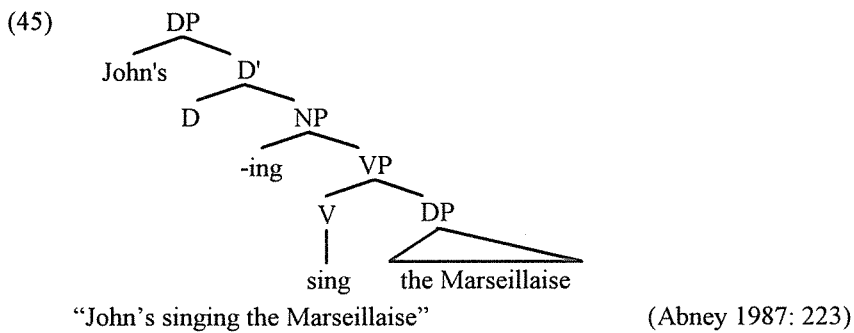 (45) DP
John's D'
D NP
-ing VP
V DP
sing the Marseillaise
"John's singing the Marseillaise" (Abney 1987: 223)